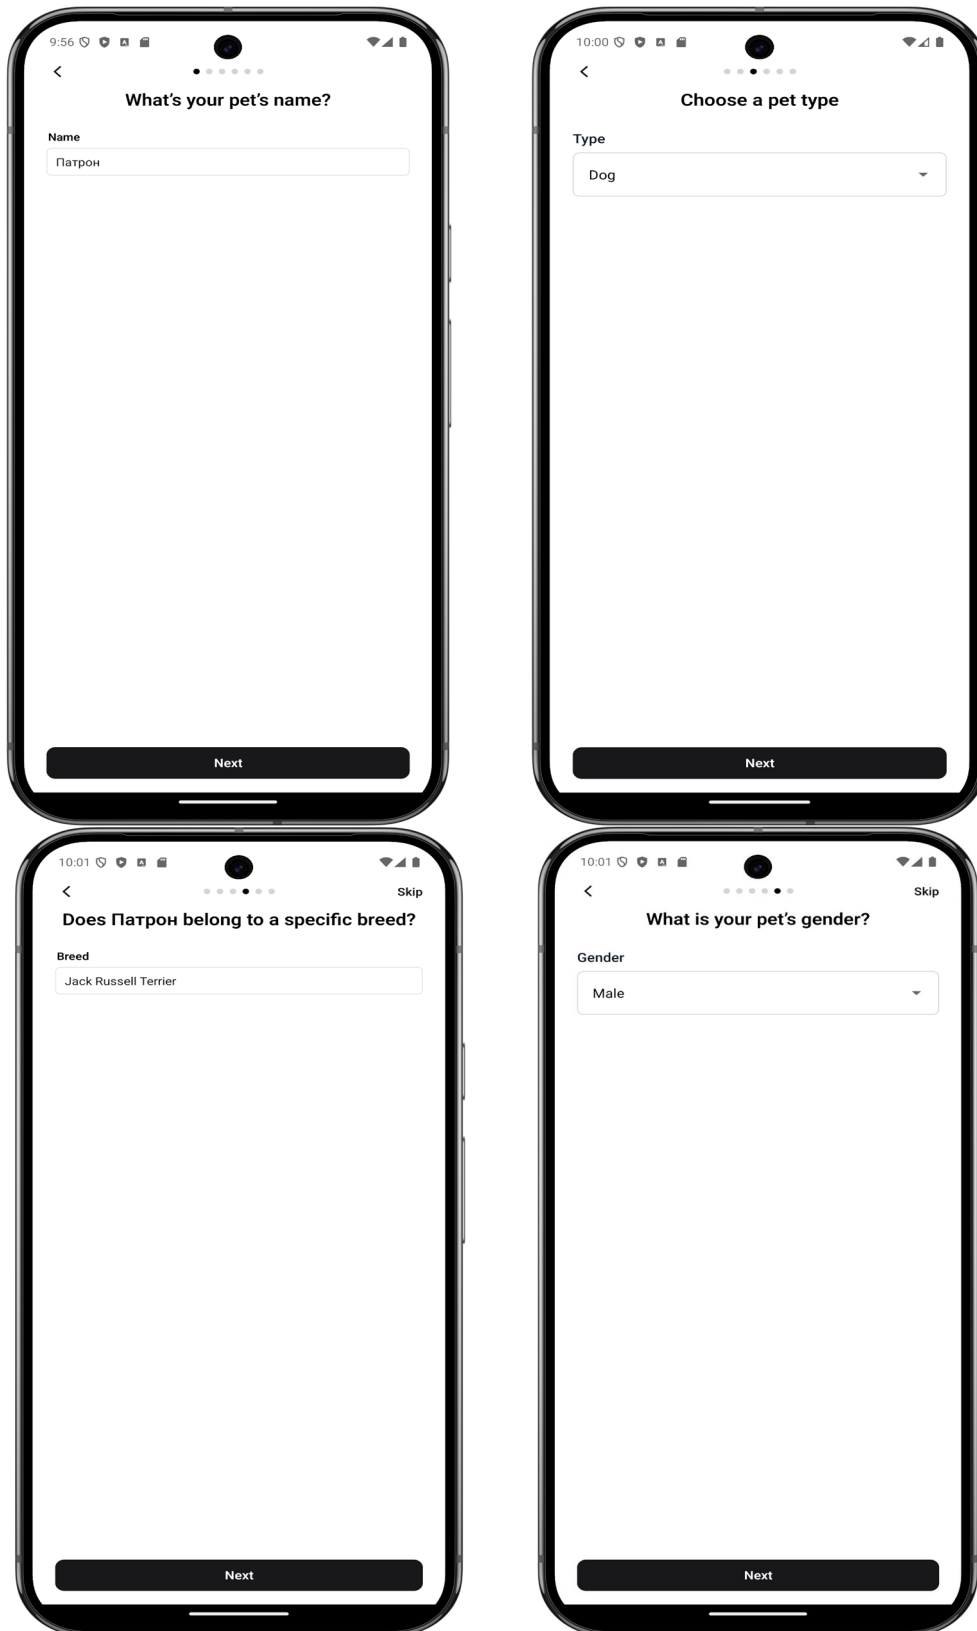 9:56
What's your pet's name?
Name
Патрон
Next
10:00
Choose a pet type
Type
Dog
Next
10:01
Skip
Does Патрон belong to a specific breed?
Breed
Jack Russell Terrier
Next
10:01
Skip
What is your pet's gender?
Gender
Male
Next